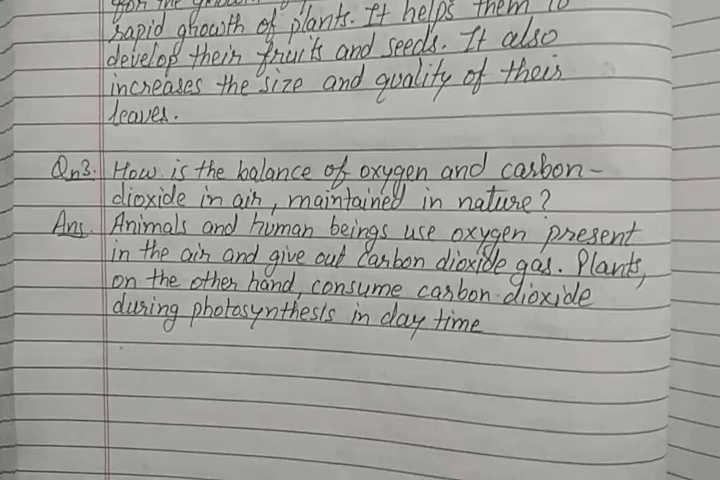 for the
rapid growth of plants. It helps them to
develop their fruits and seeds. It also
increases the size and quality of their
leaves.
Qn3. How is the balance of oxygen and carbon-
dioxide in air, maintained in nature?
Ans. Animals and human beings use oxygen present
in the air and give out carbon dioxide gas. Plants,
on the other hand, consume carbon-dioxide
during photosynthesis in day time